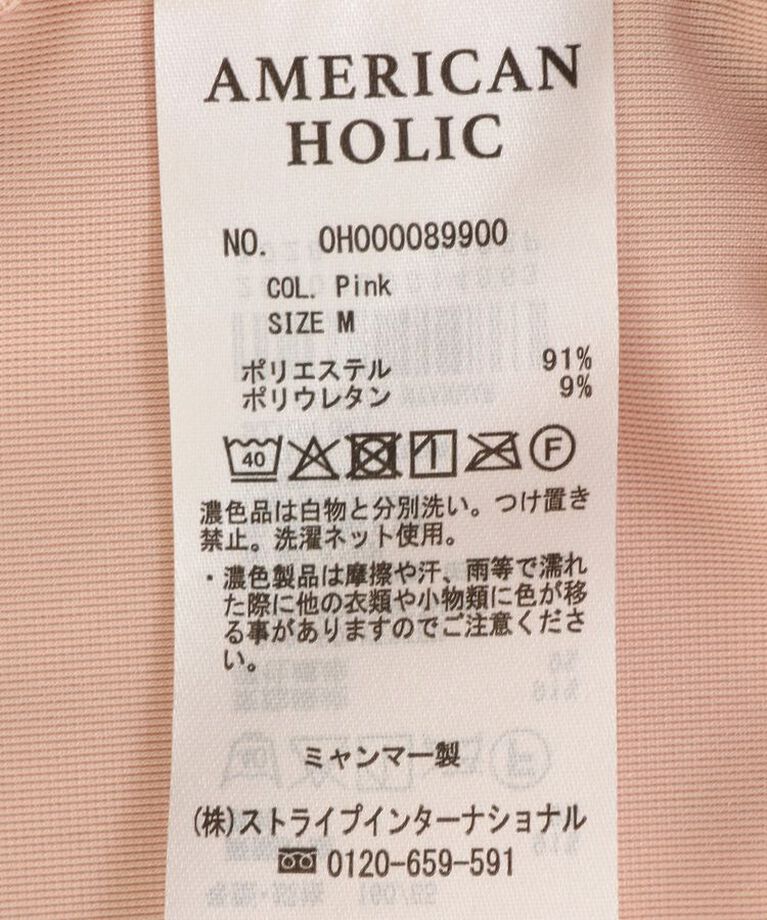 AMERICAN
HOLIC
NO. OH000089900
COL. Pink
SIZE M
ポリエステル 91%
ポリウレタン 9%
40 F
濃色品は白物と分別洗い。つけ置き
禁止。洗濯ネット使用。
・濃色製品は摩擦や汗、雨等で濡れ
た際に他の衣類や小物類に色が移
る事がありますのでご注意くださ
い。
ミャンマー製
(株)ストライプインターナショナル
0120-659-591